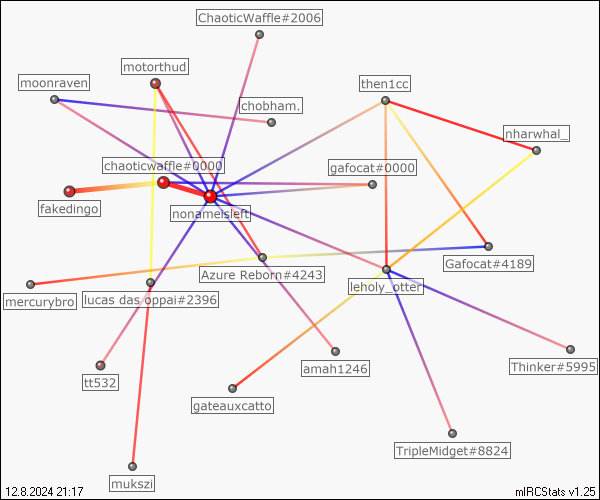 ChaoticWaffle#2006
motorthud
moonraven
then1cc
chobham.
nharwhal_
chaoticwaffle#0000
gafocat#0000
fakedingo
nonameisleft
Gafocat#4189
Azure Reborn#4243
leholy_otter
mercurybro
lucas das oppai#2396
amah1246
Thinker#5995
tt532
gateauxcatto
TripleMidget#8824
mukszi
12.8.2024 21:17
mIRCStats v1.25